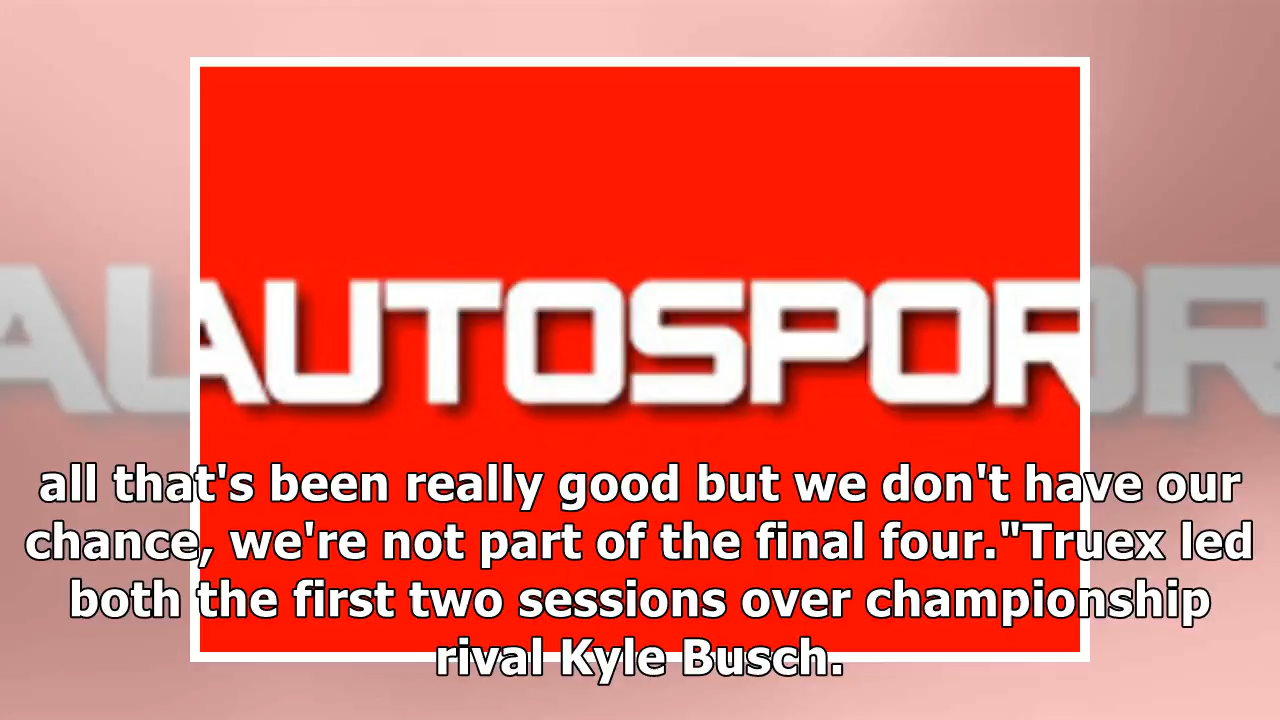 AUTOSPOR
all that's been really good but we don't have our
chance, we're not part of the final four."Truex led
both the first two sessions over championship
rival Kyle Busch.